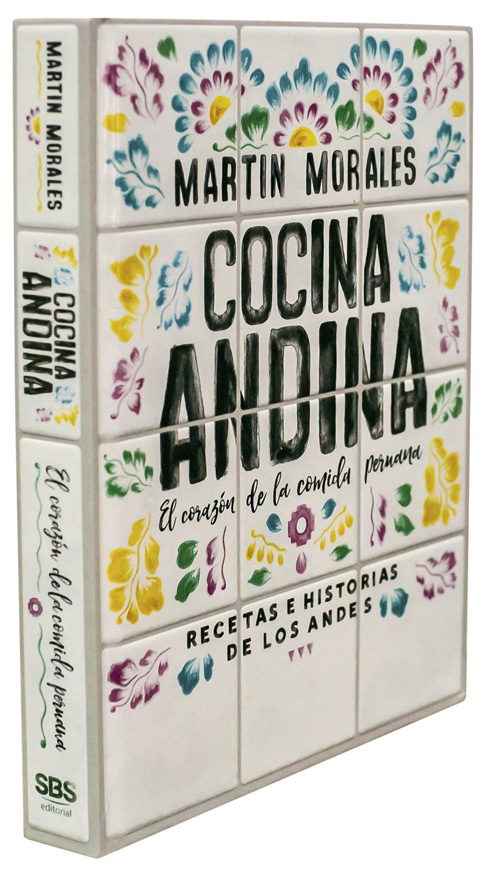 MARTIN MORALES
COCINA
ANDINA
El corazón de la comida peruana
SBS
editorial
MARTIN MORALES
COCINA
ANDINA
El corazón de la comida peruana
RECETAS E HISTORIAS
DE LOS ANDES